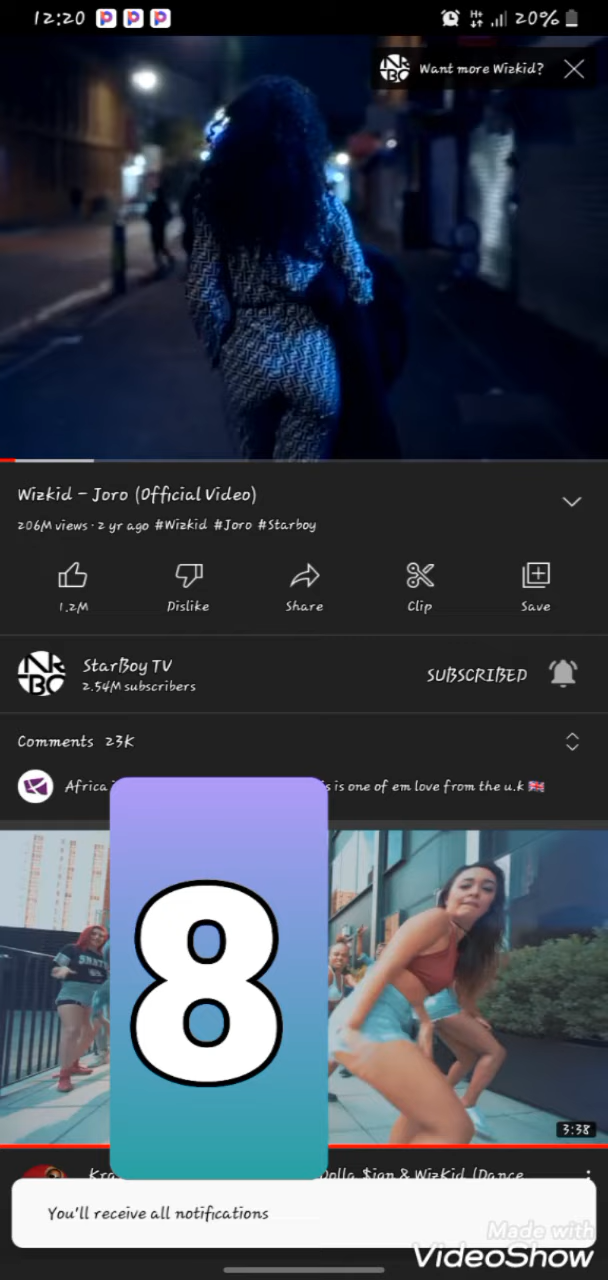 12:20
H+
20%
Want more Wizkid?
Wizkid - Joro (Official Video)
206M views · 2 yr ago #Wizkid #Joro #Starboy
1.2M
Dislike
Share
Clip
Save
StarBoy TV
2.54M subscribers
SUBSCRIBED
Comments 23K
Africa
is one of em love from the u.k 🇬🇧
8
3:38
Kra
Dolla $ign & WizKid (Dance
You'll receive all notifications
Made with
VideoShow